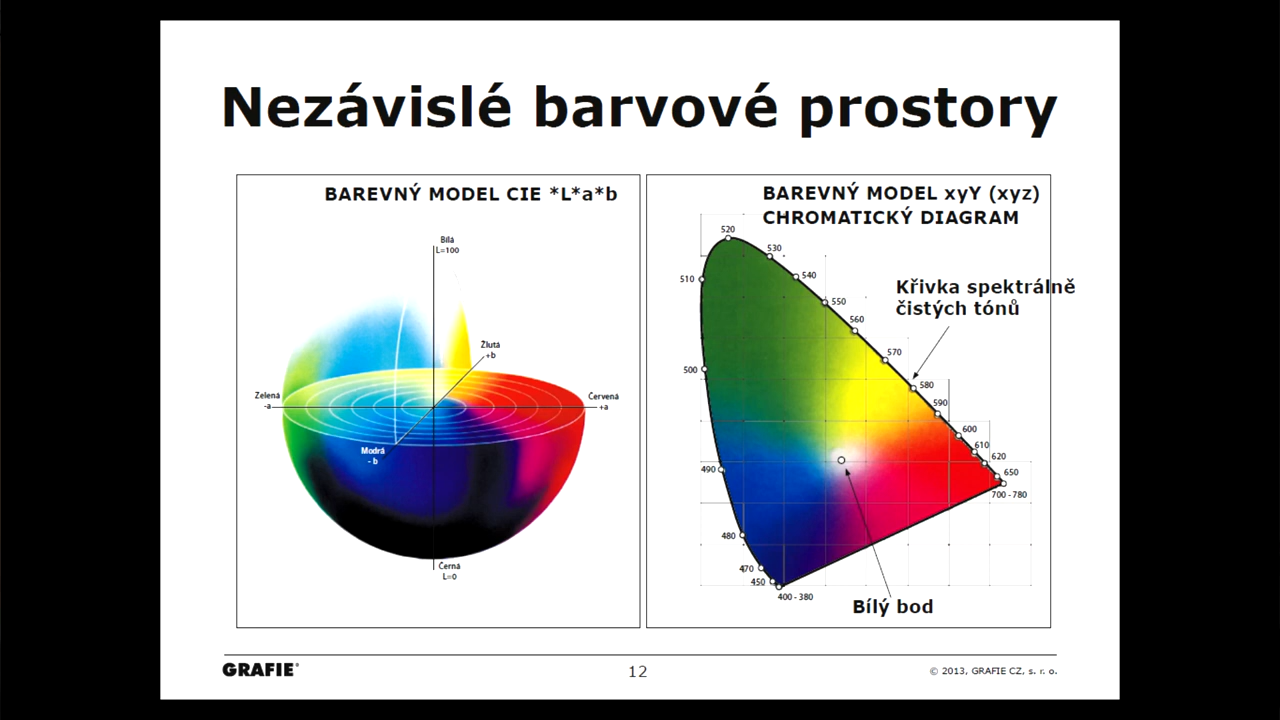 Nezávislé barvové prostory
BAREVNÝ MODEL CIE *L*a*b
Bílá
L=100
Žlutá
+b
Zelená
-a
Červená
+a
Modrá
- b
Černá
L=0
BAREVNÝ MODEL xyY (xyz)
CHROMATICKÝ DIAGRAM
520
530
540
550
560
570
580
590
600
610
620
650
700 - 780
510
500
490
480
470
450
400 - 380
Křivka spektrálně
čistých tónů
Bílý bod
GRAFIE®
12
© 2013, GRAFIE CZ, s. r. o.